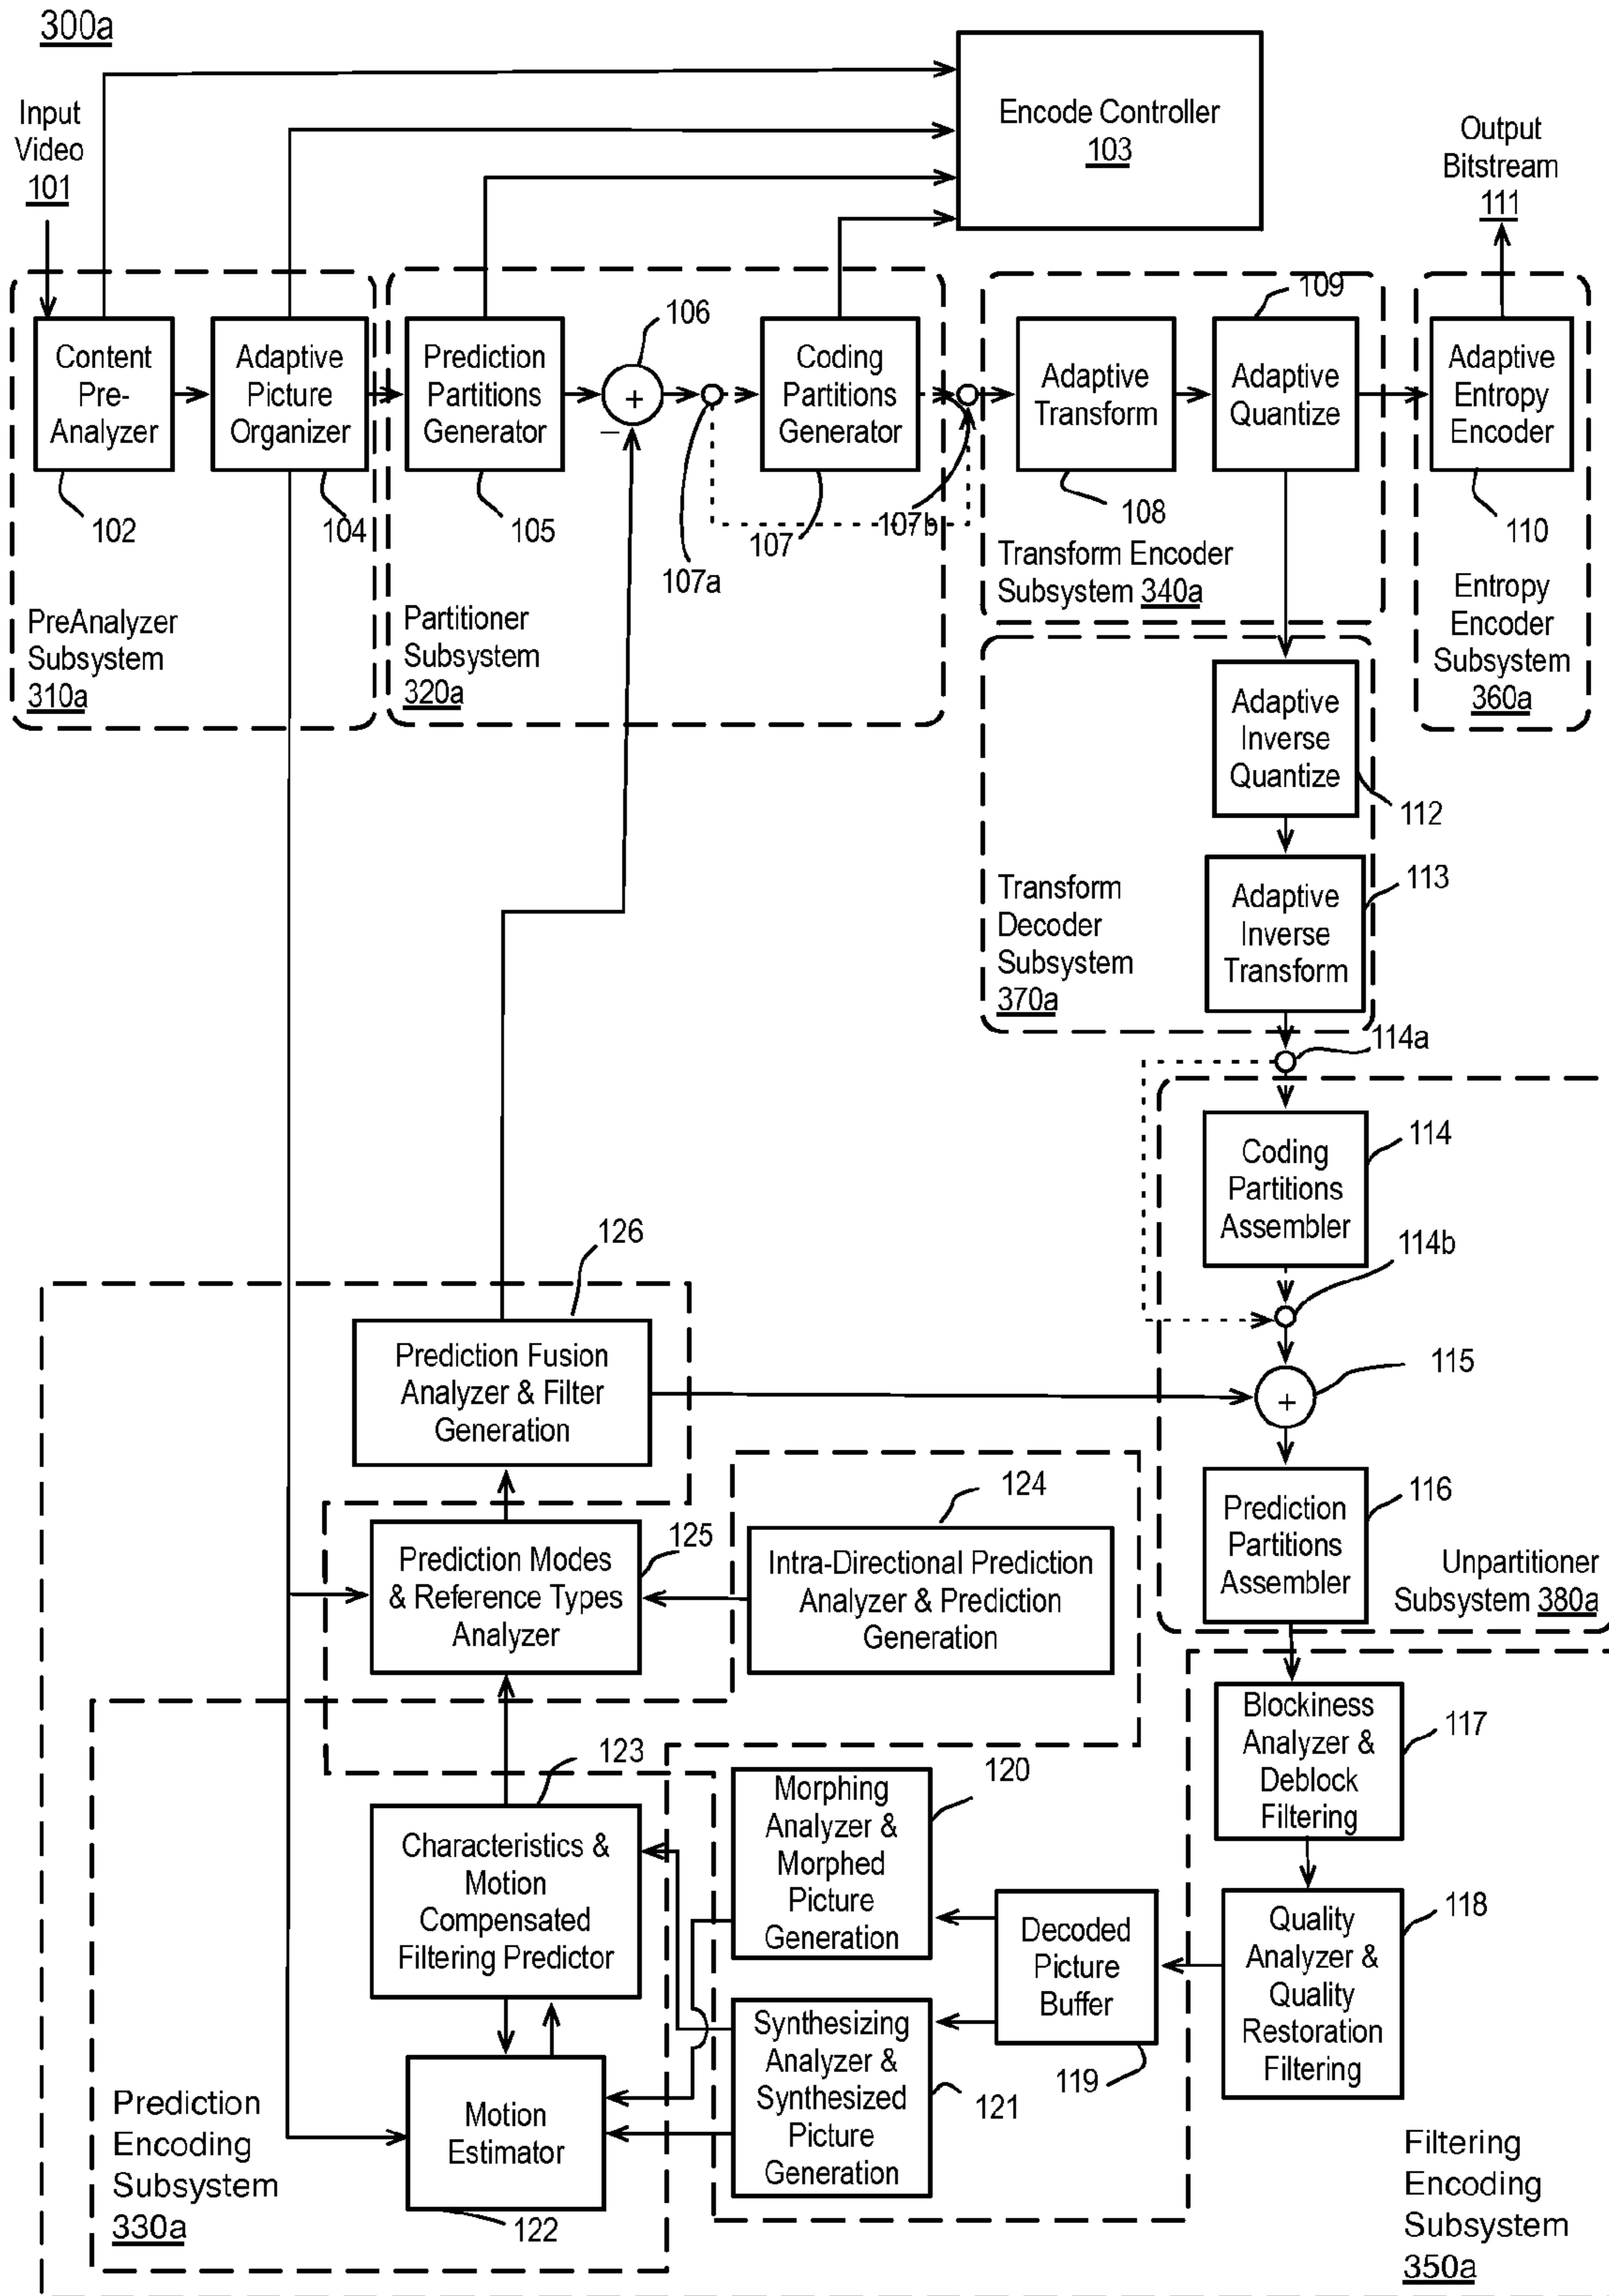 300a
Input
Video
101
Encode Controller
103
Output
Bitstream
111
Content
Pre-
Analyzer
102
Adaptive
Picture
Organizer
104
PreAnalyzer
Subsystem
310a
Prediction
Partitions
Generator
105
106
+
−
107a
Coding
Partitions
Generator
107
107b
Partitioner
Subsystem
320a
Adaptive
Transform
108
109
Adaptive
Quantize
Transform Encoder
Subsystem 340a
Adaptive
Entropy
Encoder
110
Entropy
Encoder
Subsystem
360a
Adaptive
Inverse
Quantize
112
Adaptive
Inverse
Transform
113
Transform
Decoder
Subsystem
370a
114a
Coding
Partitions
Assembler
114
114b
+
115
Prediction
Partitions
Assembler
116
Unpartitioner
Subsystem 380a
126
Prediction Fusion
Analyzer & Filter
Generation
Prediction Modes
& Reference Types
Analyzer
125
124
Intra-Directional Prediction
Analyzer & Prediction
Generation
Blockiness
Analyzer &
Deblock
Filtering
117
123
Characteristics &
Motion
Compensated
Filtering Predictor
Morphing
Analyzer &
Morphed
Picture
Generation
120
Decoded
Picture
Buffer
119
Quality
Analyzer &
Quality
Restoration
Filtering
118
Synthesizing
Analyzer &
Synthesized
Picture
Generation
121
Motion
Estimator
122
Prediction
Encoding
Subsystem
330a
Filtering
Encoding
Subsystem
350a